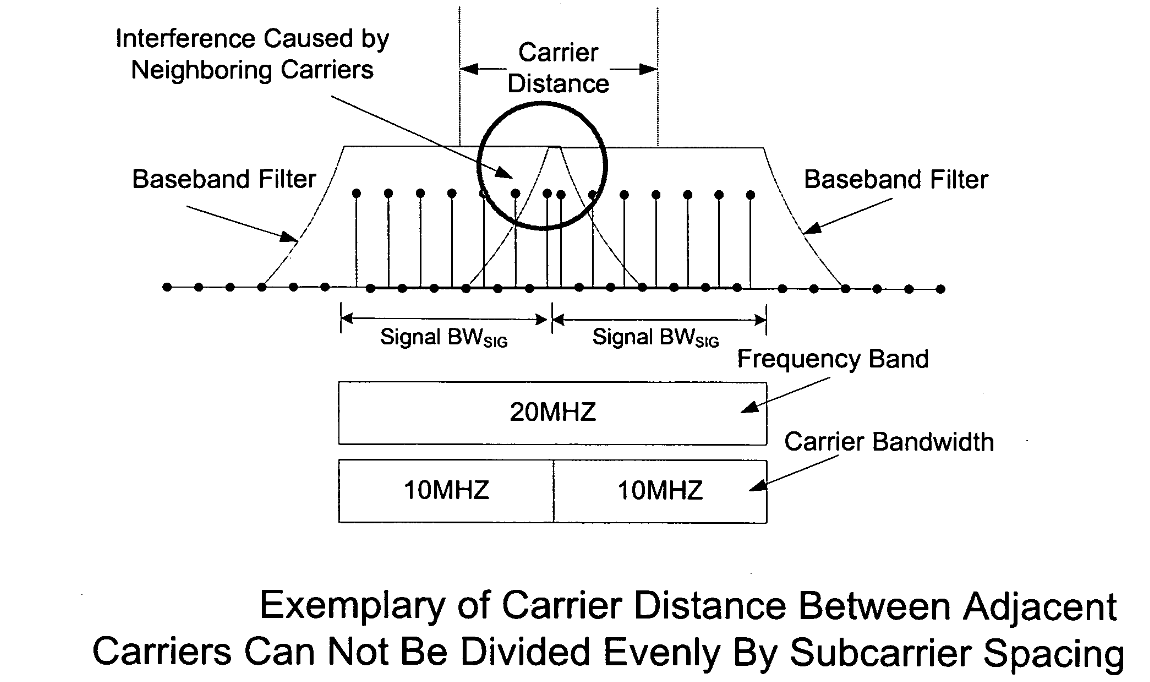 Interference Caused by
Neighboring Carriers
Carrier
Distance
Baseband Filter
Baseband Filter
Signal BWSIG
Signal BWSIG
Frequency Band
20MHZ
Carrier Bandwidth
10MHZ
10MHZ
Exemplary of Carrier Distance Between Adjacent
Carriers Can Not Be Divided Evenly By Subcarrier Spacing